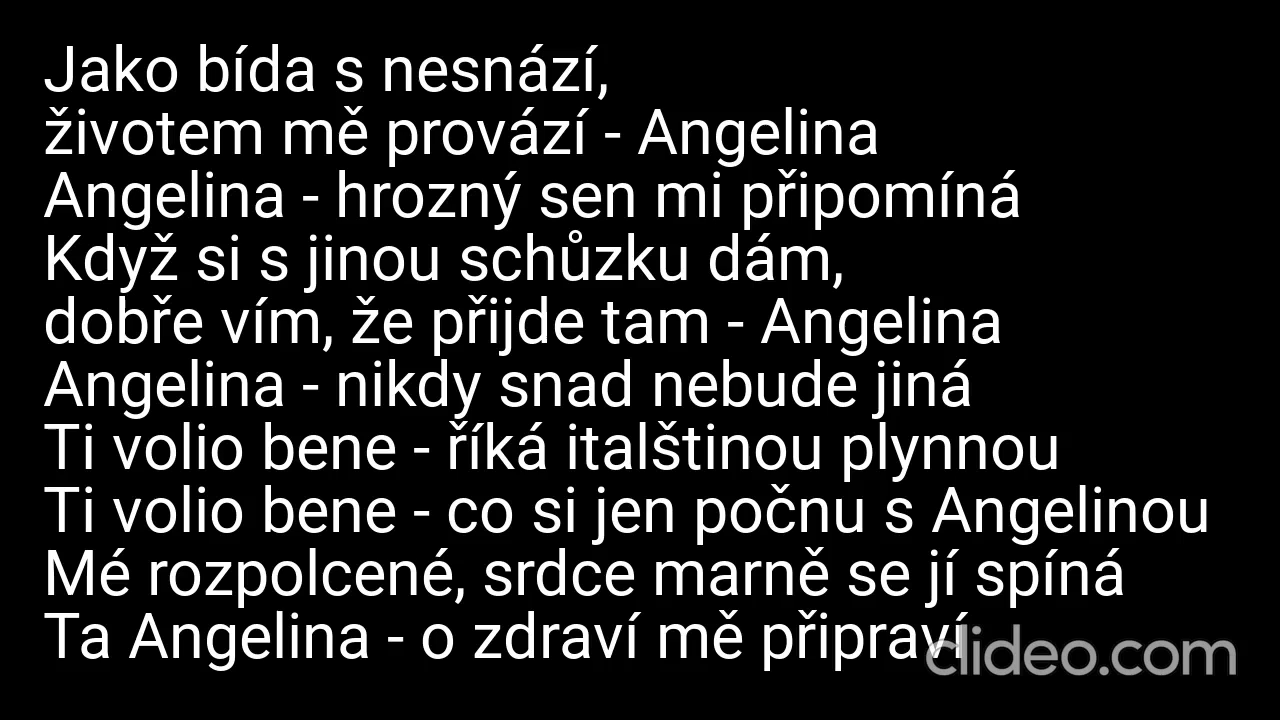 Jako bída s nesnází,
životem mě provází - Angelina
Angelina - hrozný sen mi připomíná
Když si s jinou schůzku dám,
dobře vím, že přijde tam - Angelina
Angelina - nikdy snad nebude jiná
Ti volio bene - říká italštinou plynnou
Ti volio bene - co si jen počnu s Angelinou
Mé rozpolcené, srdce marně se jí spíná
Ta Angelina - o zdraví mě připraví
clideo.com